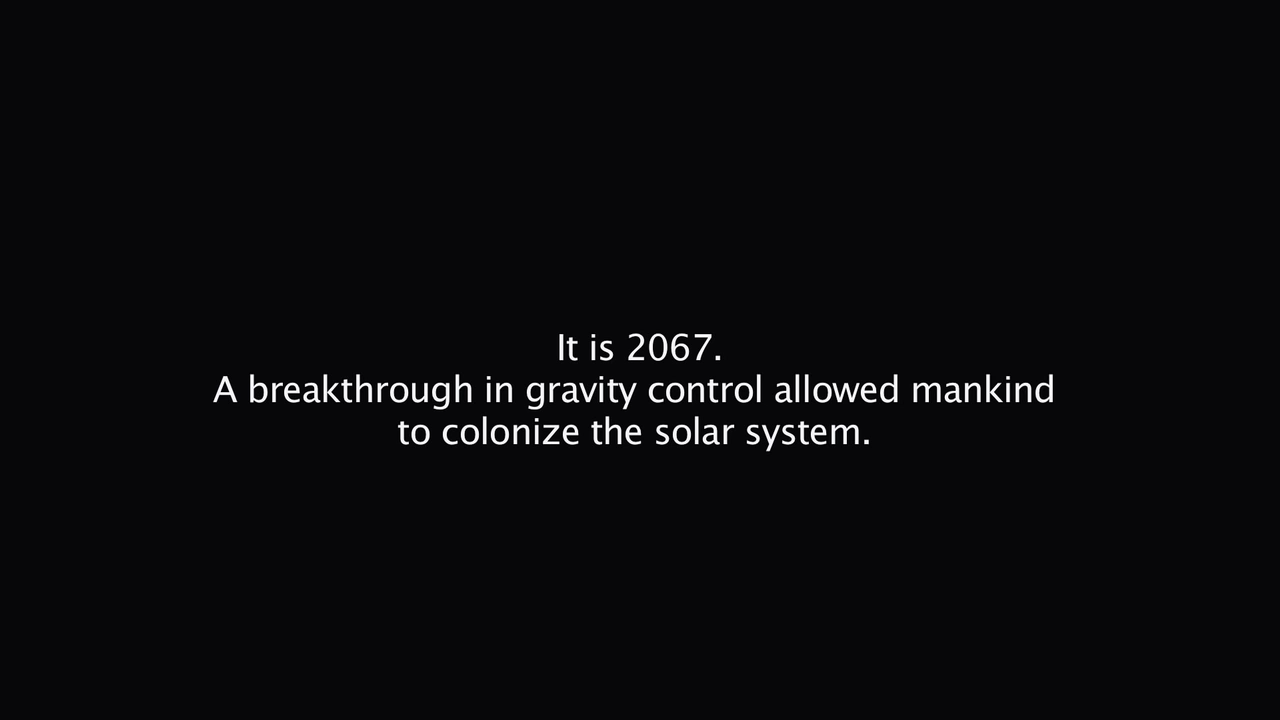 It is 2067.
A breakthrough in gravity control allowed mankind
to colonize the solar system.